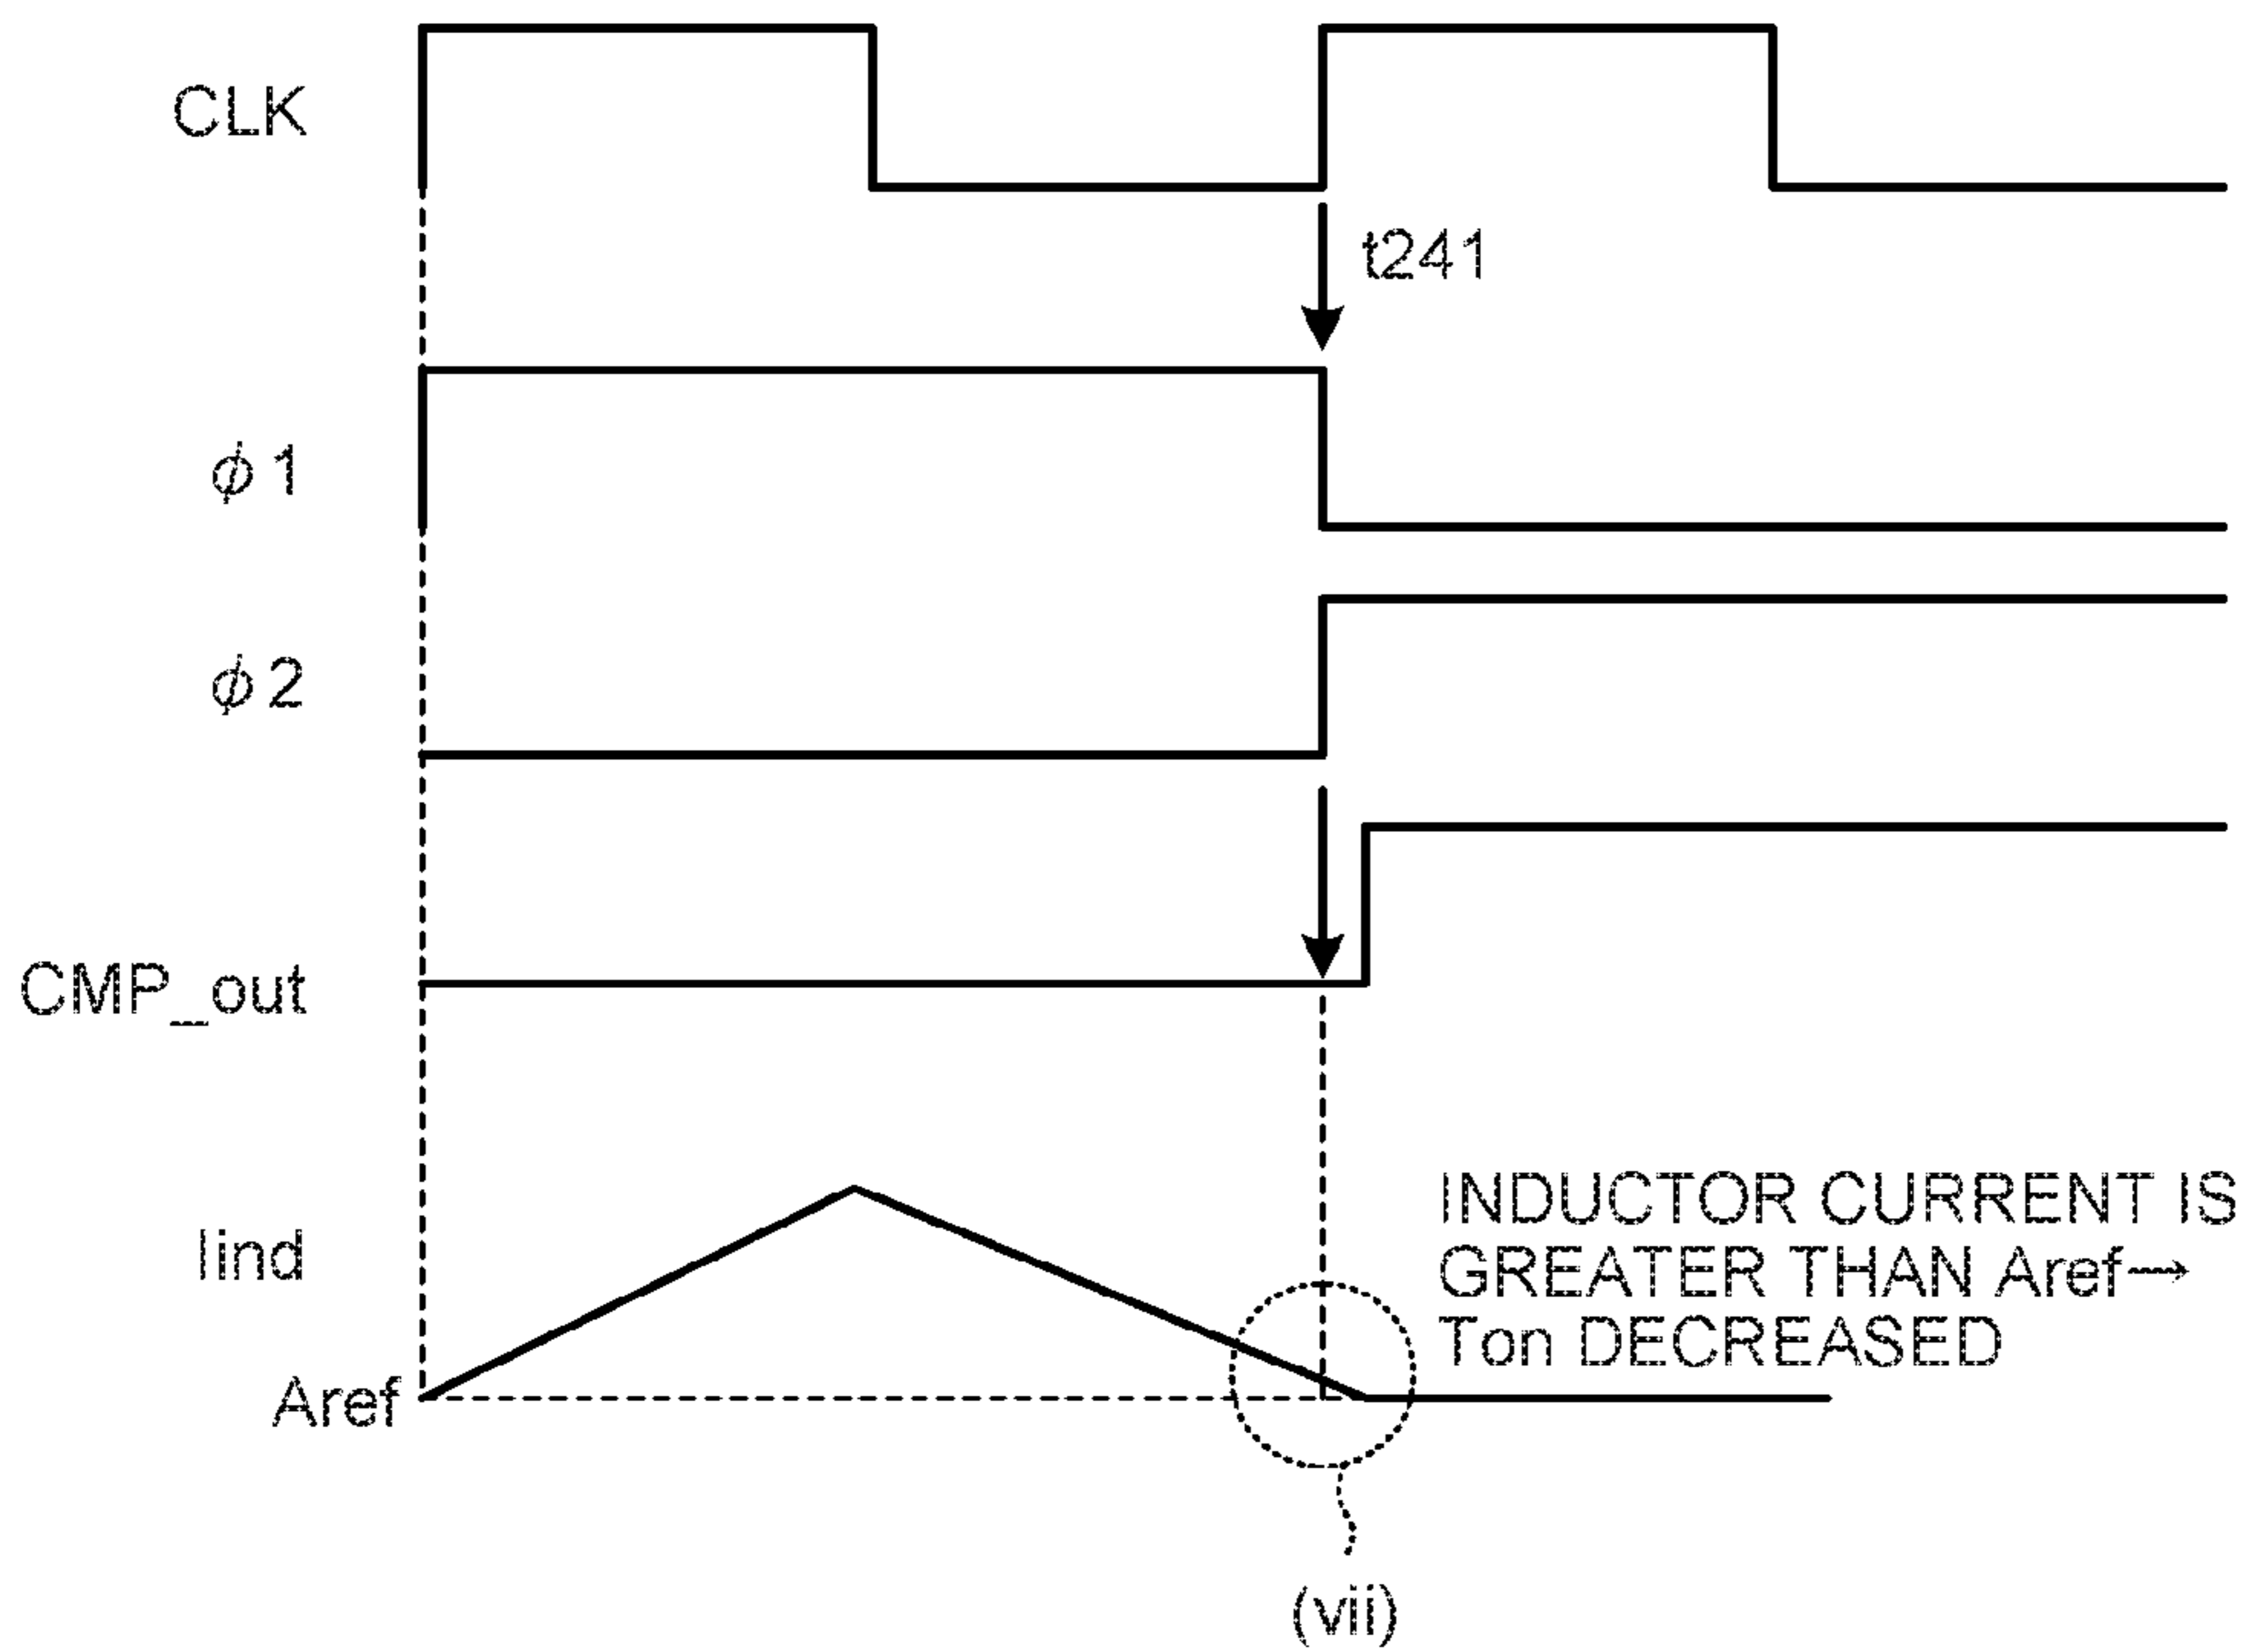 CLK
t241
ϕ1
ϕ2
CMP_out
Iind
INDUCTOR CURRENT IS
GREATER THAN Aref→
Ton DECREASED
Aref
(vii)